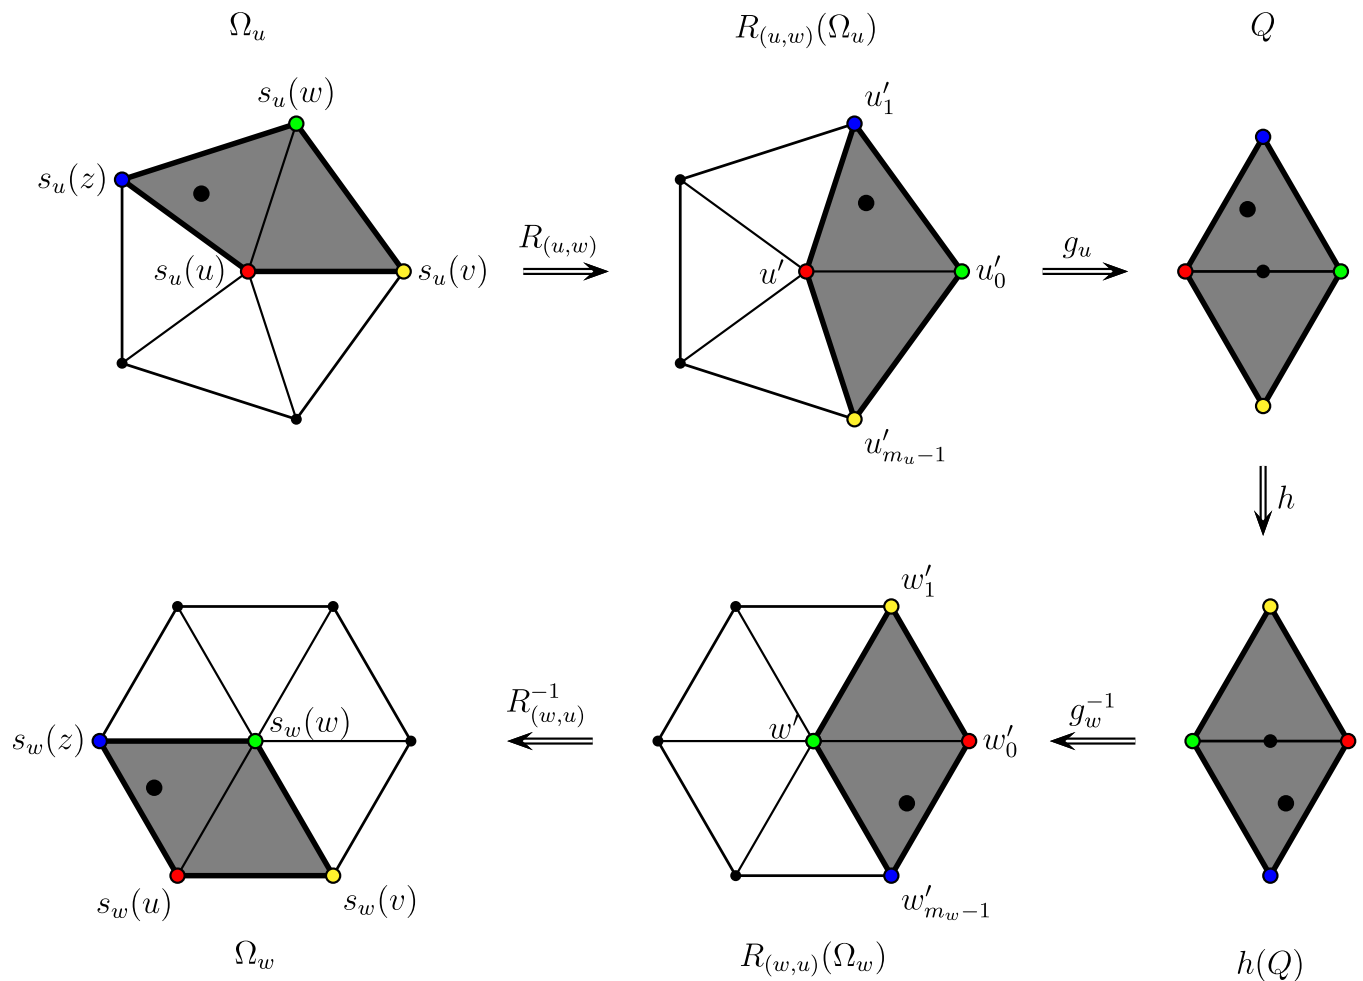 Ω_u
R_{(u,w)}(Ω_u)
Q
s_u(w)
u'_1
s_u(z)
s_u(u)
s_u(v)
R_{(u,w)}
u'
u'_0
g_u
u'_{m_u−1}
h
w'_1
s_w(z)
s_w(w)
R^{−1}_{(w,u)}
w'
w'_0
g_w^{−1}
s_w(u)
s_w(v)
w'_{m_w−1}
Ω_w
R_{(w,u)}(Ω_w)
h(Q)